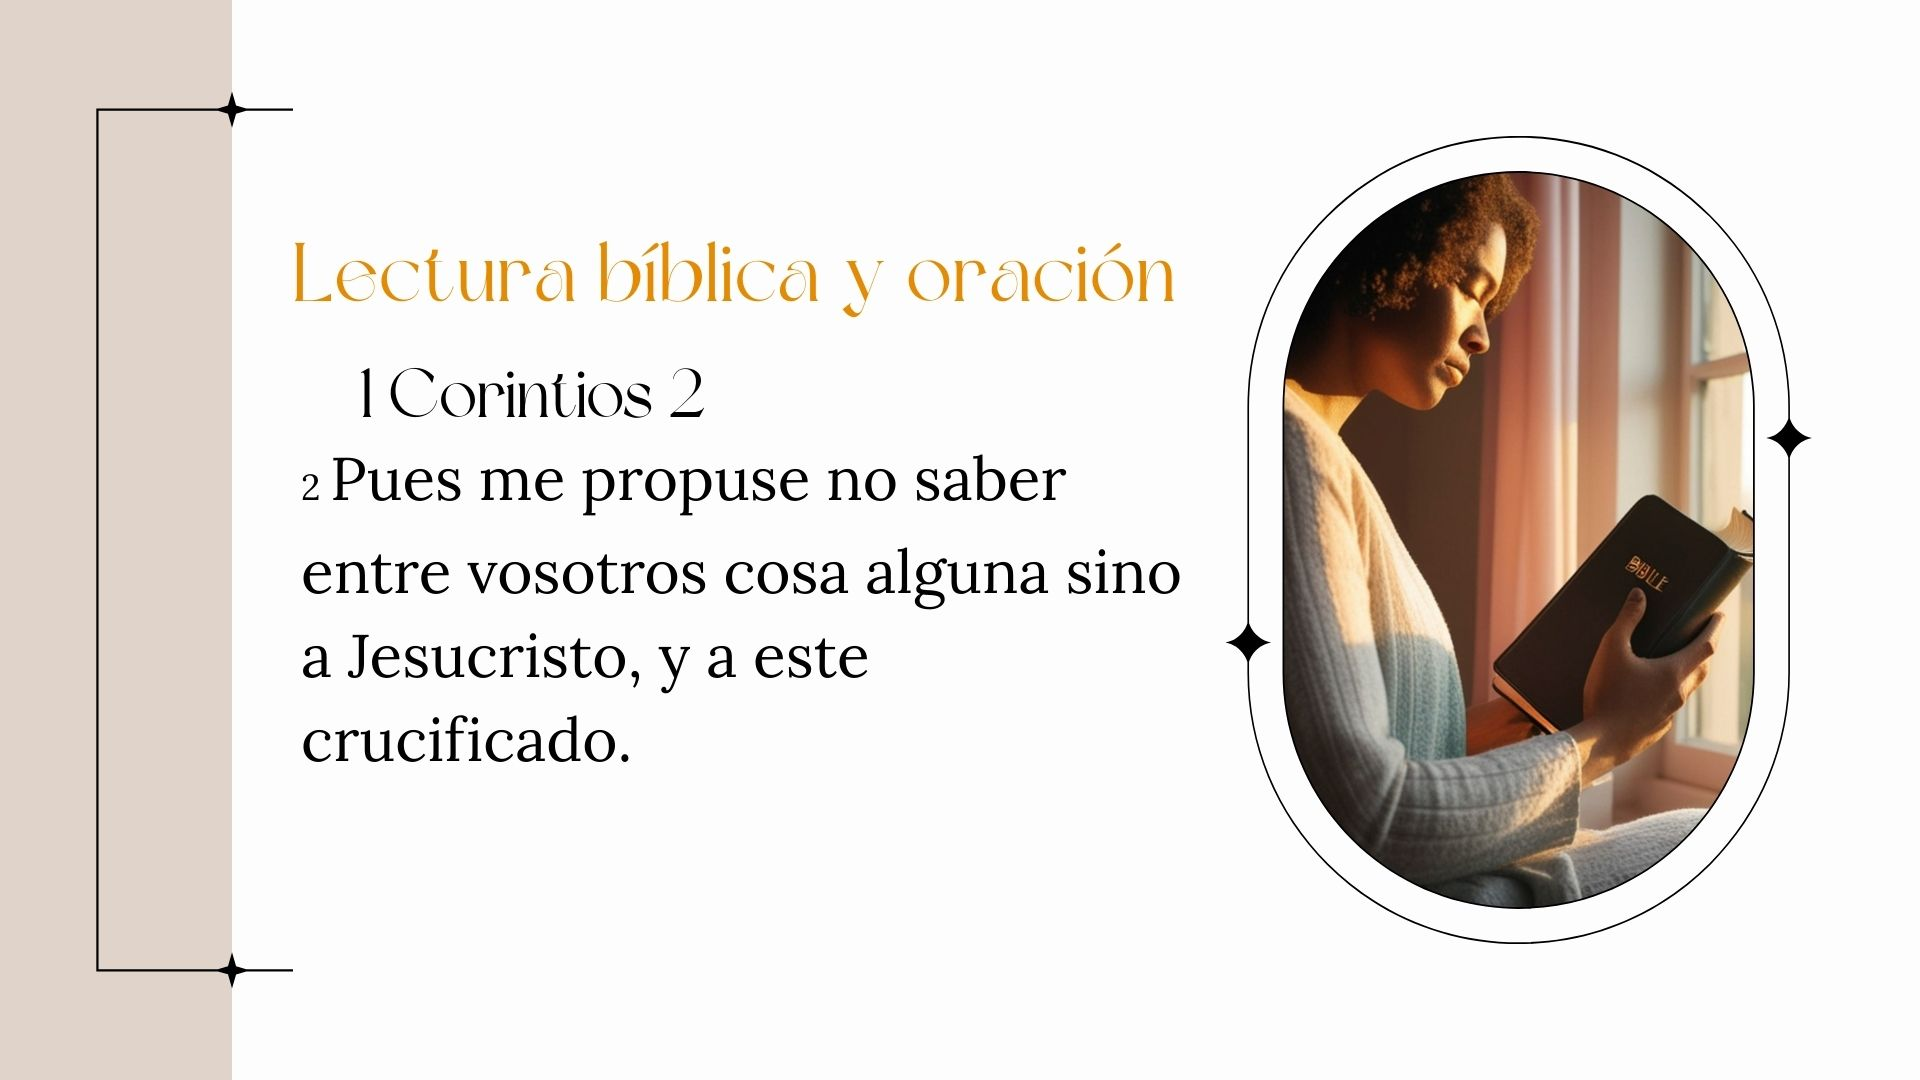 Lectura bíblica y oración
1 Corintios 2
2 Pues me propuse no saber
entre vosotros cosa alguna sino
a Jesucristo, y a este
crucificado.
BIBLE